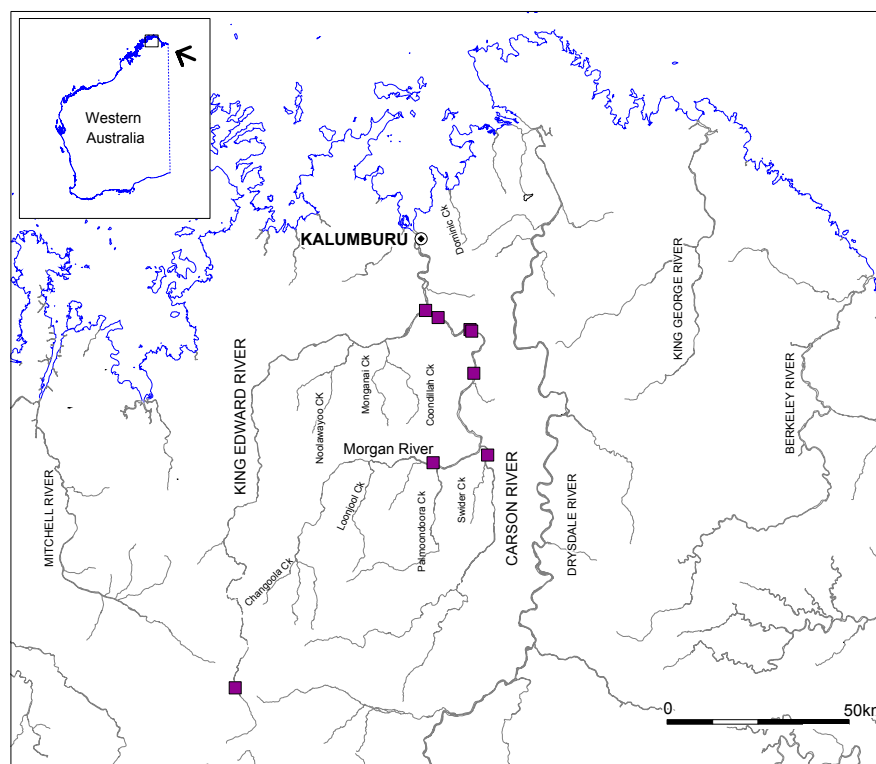 Western
Australia
KALUMBURU
Dominic Ck
KING GEORGE RIVER
KING EDWARD RIVER
Noolawayoo CK
Monganai Ck
Coondillah Ck
BERKELEY RIVER
Morgan River
MITCHELL RIVER
Loonjool Ck
Palmoondoora Ck
Swider Ck
CARSON RIVER
DRYSDALE RIVER
Changoola Ck
0 50km